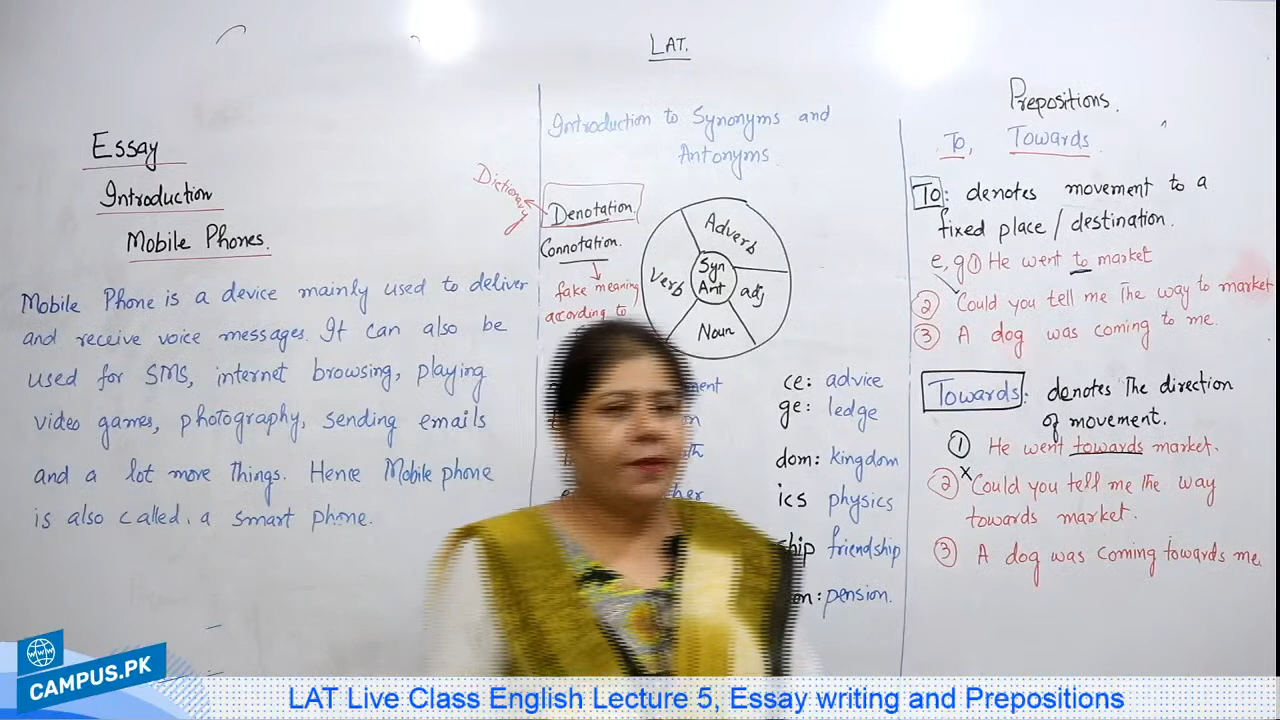 LAT.
Essay
Introduction
Mobile Phones.
Mobile Phone is a device mainly used to deliver
and receive voice messages. It can also be
used for SMS, internet browsing, playing
video games, photography, sending emails
and a lot more things. Hence Mobile phone
is also called. a smart phone.
Introduction to Synonyms and
Antonyms
Dictionary
Denotation.
Connotation.
fake meaning
acording to
Adverb
Verb
Syn
Ant
adj
Noun
ce: advice
ge: ledge
dom: kingdom
ics physics
ship friendship
pension.
Prepositions.
To, Towards
To: denotes movement to a
fixed place / destination.
e,g ① He went to market
② Could you tell me The way to market
③ A dog was coming to me.
Towards: denotes The direction
of movement.
① He went towards market.
② x Could you tell me The way
towards market.
③ A dog was coming towards me
CAMPUS.PK
LAT Live Class English Lecture 5, Essay writing and Prepositions